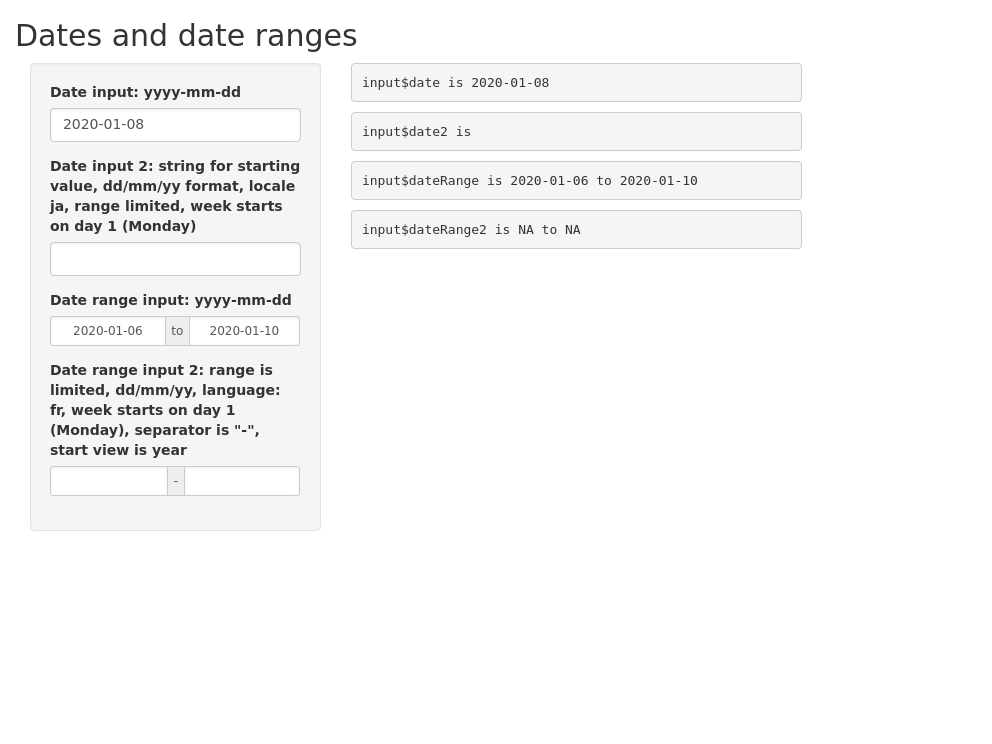 Dates and date ranges
Date input: yyyy-mm-dd
2020-01-08
Date input 2: string for starting
value, dd/mm/yy format, locale
ja, range limited, week starts
on day 1 (Monday)
Date range input: yyyy-mm-dd
2020-01-06 to 2020-01-10
Date range input 2: range is
limited, dd/mm/yy, language:
fr, week starts on day 1
(Monday), separator is "-",
start view is year
-
input$date is 2020-01-08
input$date2 is
input$dateRange is 2020-01-06 to 2020-01-10
input$dateRange2 is NA to NA